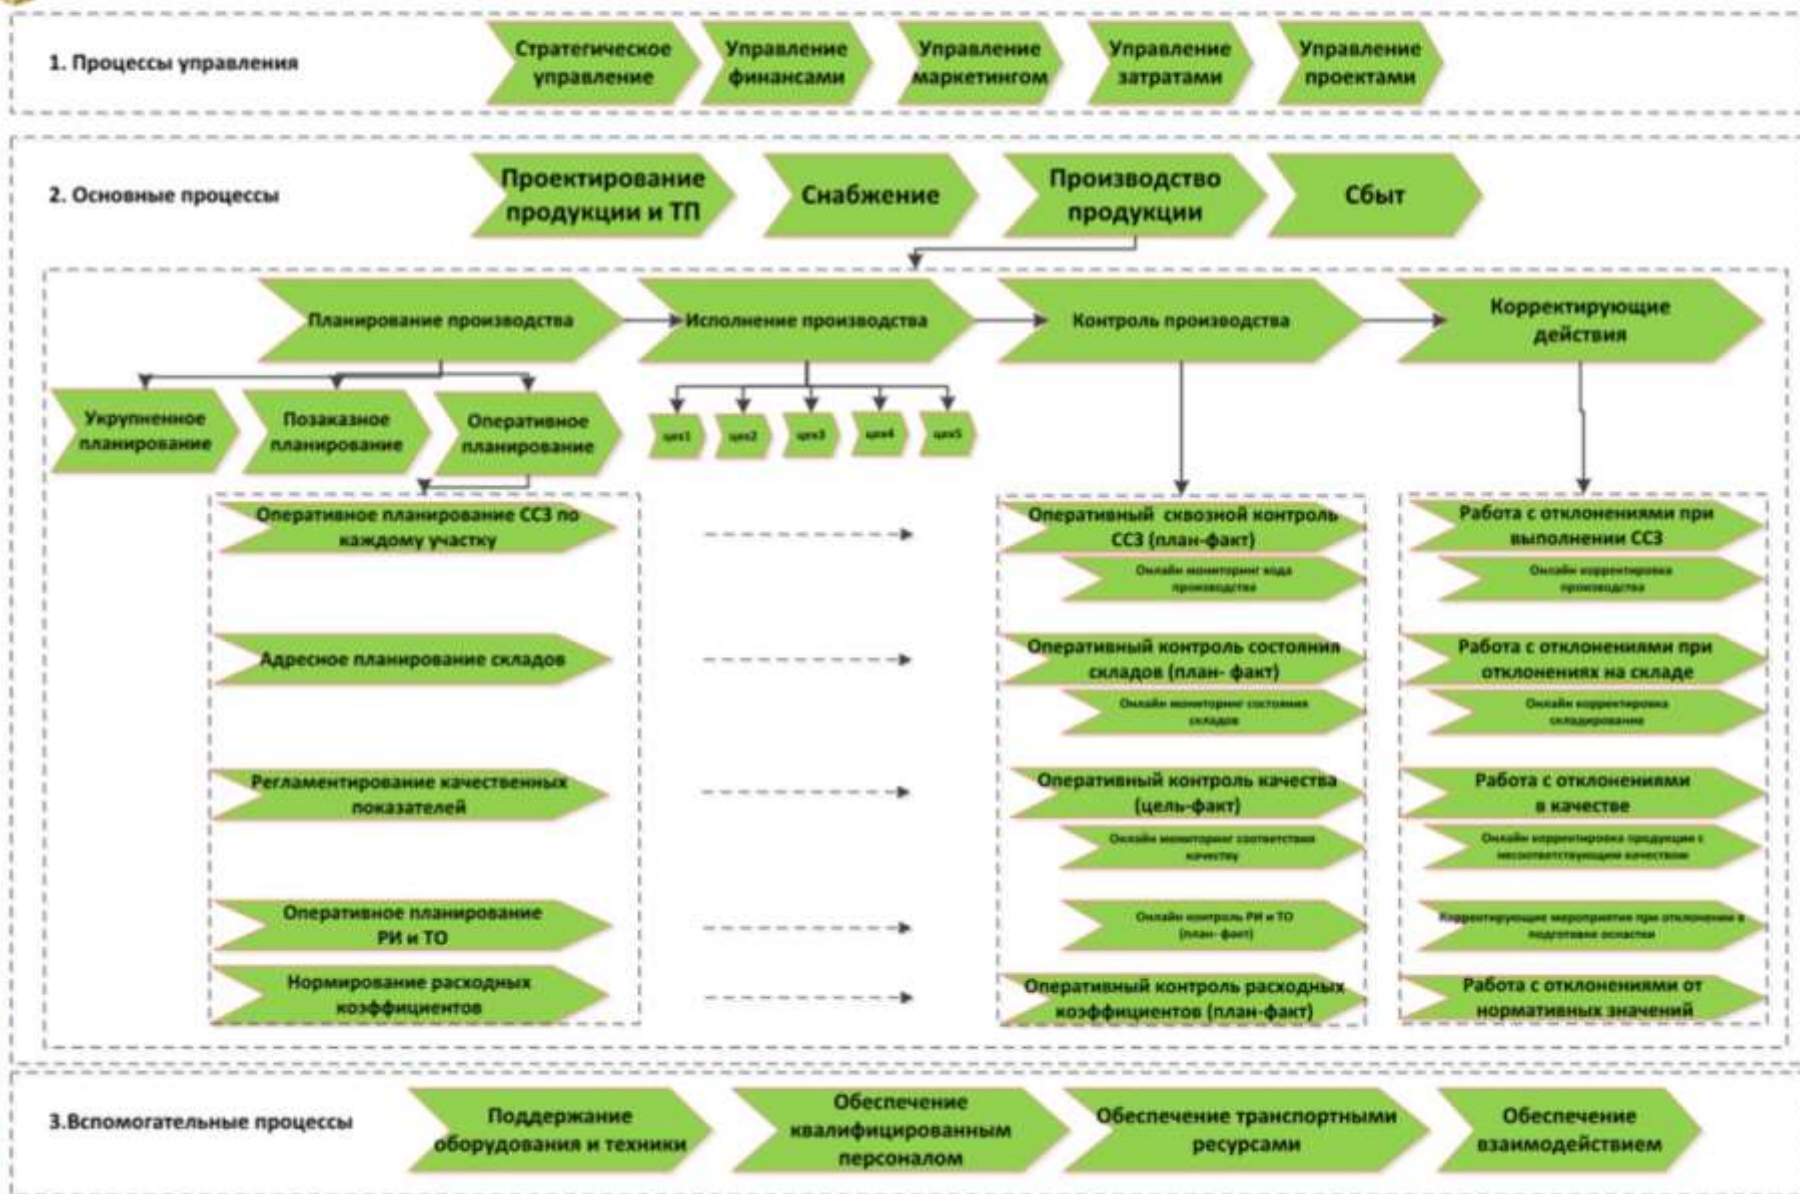 1. Процессы управления
Стратегическое
управление
Управление
финансами
Управление
маркетингом
Управление
затратами
Управление
проектами
2. Основные процессы
Проектирование
продукции и ТП
Снабжение
Производство
продукции
Сбыт
Планирование производства
Исполнение производства
Контроль производства
Корректирующие
действия
Укрупненное
планирование
Позаказное
планирование
Оперативное
планирование
цех1
цех2
цех3
цех4
цех5
Оперативное планирование ССЗ по
каждому участку
Оперативный сквозной контроль
ССЗ (план-факт)
Работа с отклонениями при
выполнении ССЗ
Онлайн мониторинг хода
производства
Онлайн корректировка
производства
Адресное планирование складов
Оперативный контроль состояния
складов (план- факт)
Работа с отклонениями при
отклонениях на складе
Онлайн мониторинг состояния
складов
Онлайн корректировка
складирования
Регламентирование качественных
показателей
Оперативный контроль качества
(цель-факт)
Работа с отклонениями
в качестве
Онлайн мониторинг соответствия
качеству
Онлайн корректировка продукции с
несоответствующим качеством
Оперативное планирование
РИ и ТО
Онлайн контроль РИ и ТО
(план- факт)
Корректирующие мероприятия при отклонении в
подготовке оснастки
Нормирование расходных
коэффициентов
Оперативный контроль расходных
коэффициентов (план-факт)
Работа с отклонениями от
нормативных значений
3.Вспомогательные процессы
Поддержание
оборудования и техники
Обеспечение
квалифицированным
персоналом
Обеспечение транспортными
ресурсами
Обеспечение
взаимодействием